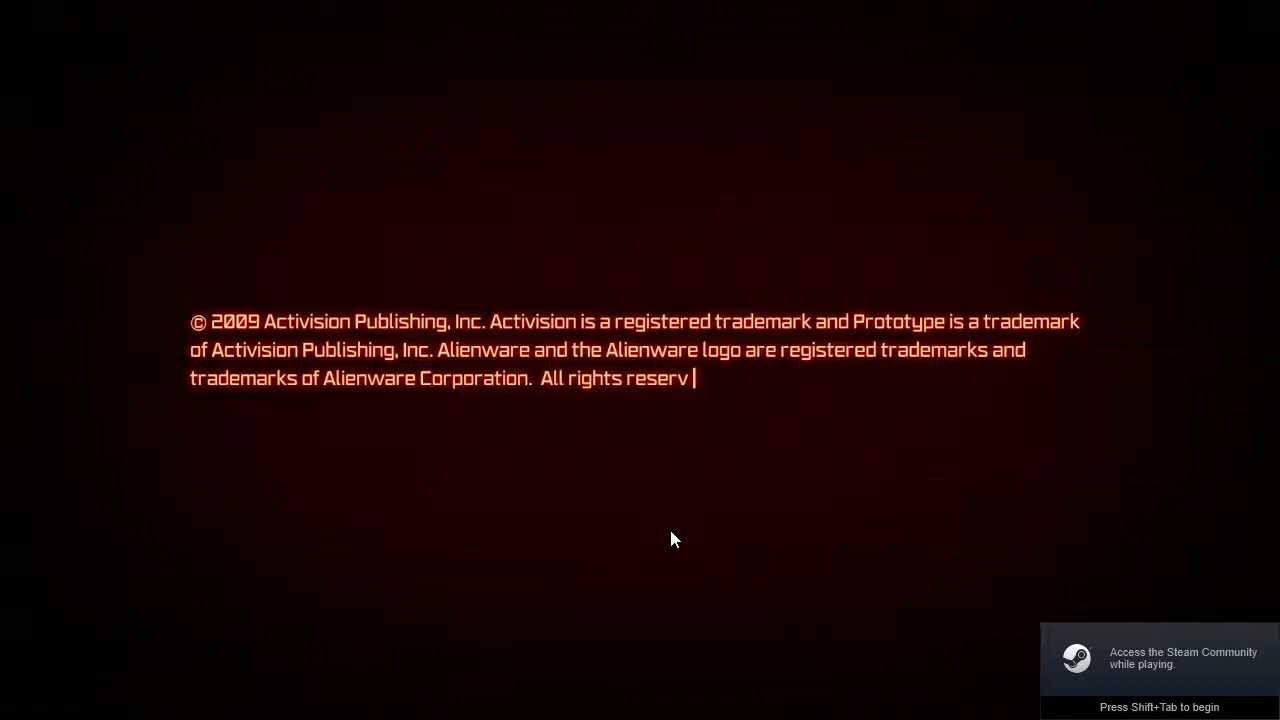 © 2009 Activision Publishing, Inc. Activision is a registered trademark and Prototype is a trademark
of Activision Publishing, Inc. Alienware and the Alienware logo are registered trademarks and
trademarks of Alienware Corporation.  All rights reserv
Access the Steam Community
while playing.
Press Shift+Tab to begin